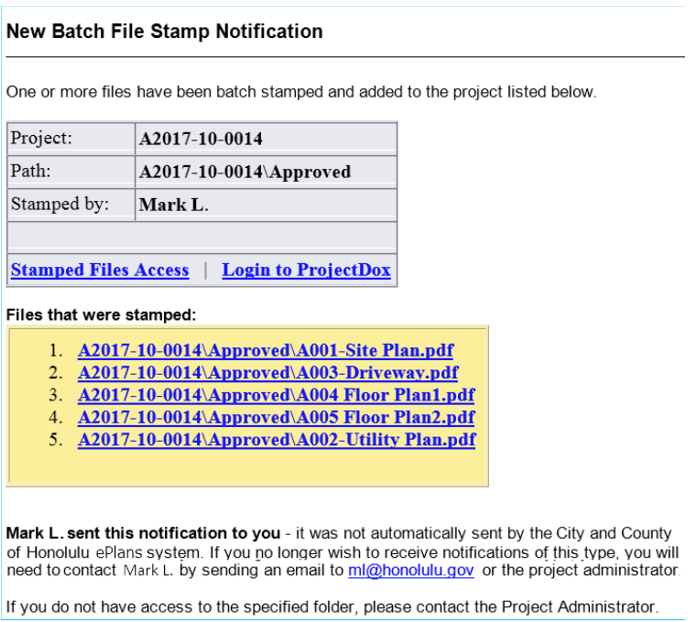 New Batch File Stamp Notification
One or more files have been batch stamped and added to the project listed below.
Project: A2017-10-0014
Path: A2017-10-0014\Approved
Stamped by: Mark L.
Stamped Files Access | Login to ProjectDox
Files that were stamped:
1. A2017-10-0014\Approved\A001-Site Plan.pdf
2. A2017-10-0014\Approved\A003-Driveway.pdf
3. A2017-10-0014\Approved\A004 Floor Plan1.pdf
4. A2017-10-0014\Approved\A005 Floor Plan2.pdf
5. A2017-10-0014\Approved\A002-Utility Plan.pdf
Mark L. sent this notification to you - it was not automatically sent by the City and County
of Honolulu ePlans system. If you no longer wish to receive notifications of this type, you will
need to contact Mark L. by sending an email to ml@honolulu.gov or the project administrator.
If you do not have access to the specified folder, please contact the Project Administrator.